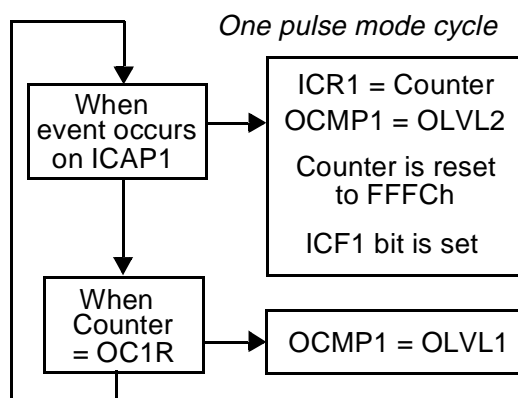 One pulse mode cycle
When
event occurs
on ICAP1
ICR1 = Counter
OCMP1 = OLVL2
Counter is reset
to FFFCh
ICF1 bit is set
When
Counter
= OC1R
OCMP1 = OLVL1